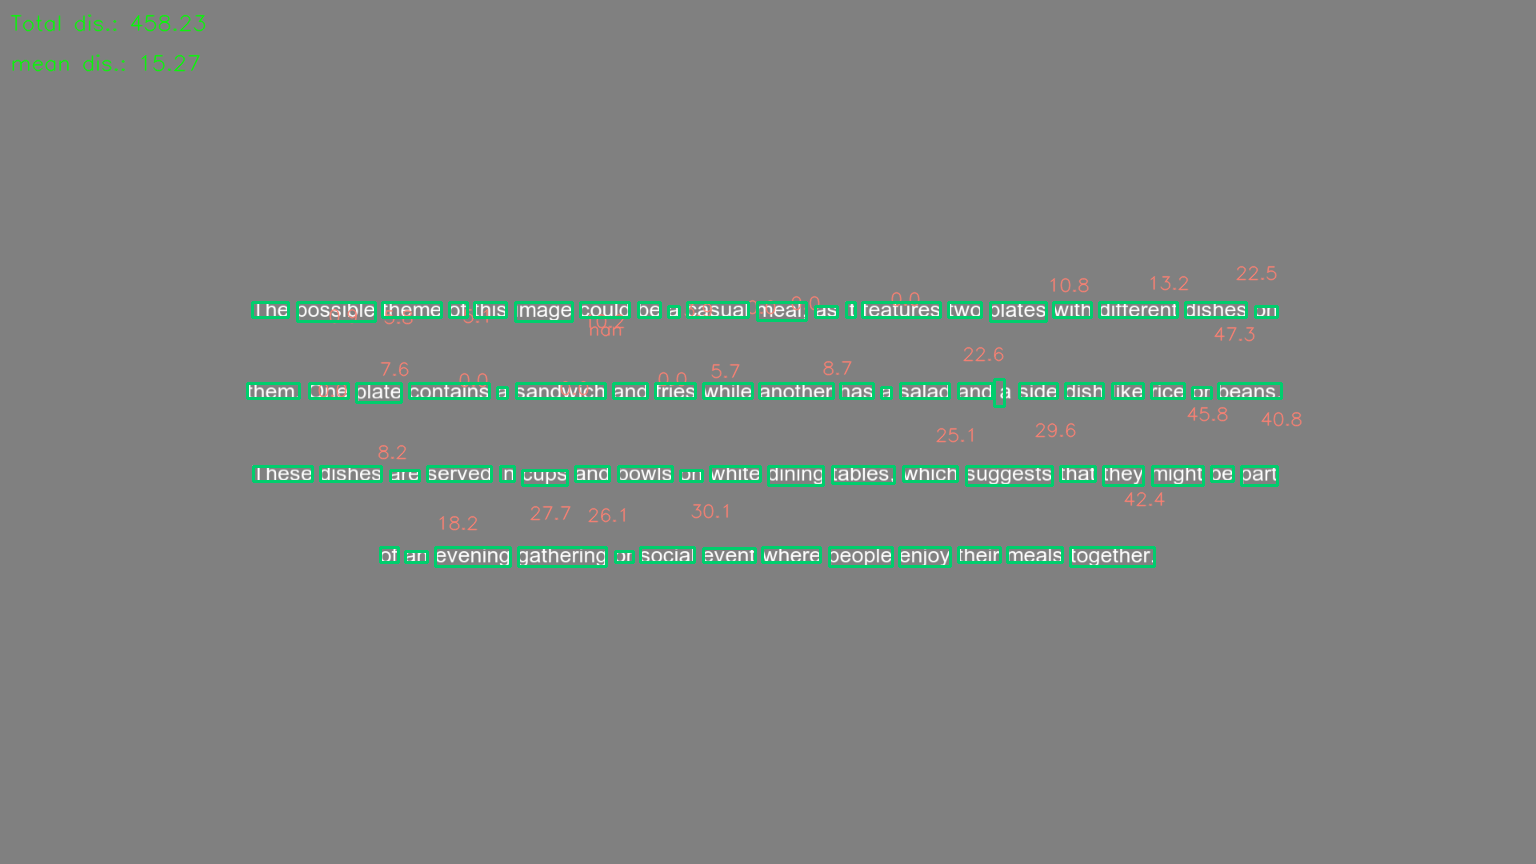 Total dis.: 458.23
mean dis.: 15.27
22.5
10.8 13.2
0.0
The possible theme of this image could be a casual meal, as it features two plates with different dishes on
10.2
nan
47.3
22.6
7.6 0.0 0.0 5.7 8.7
them. One plate contains a sandwich and fries while another has a salad and a side dish like rice or beans.
45.8 40.8
25.1 29.6
8.2
These dishes are served in cups and bowls on white dining tables, which suggests that they might be part
42.4
18.2 27.7 26.1 30.1
of an evening gathering or social event where people enjoy their meals together.